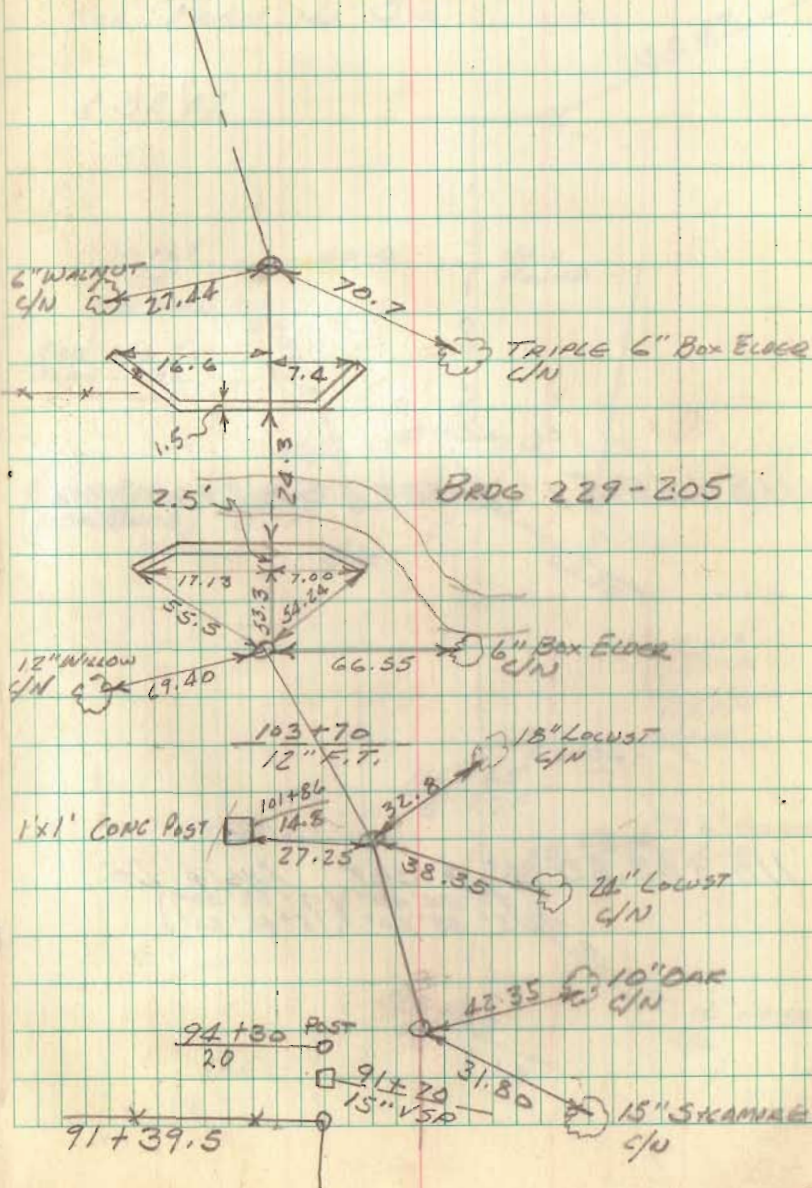 6" WALNUT
C/N
27.44
70.7
TRIPLE 6" BOX ELDER
C/N
16.6
7.4
1.5
24.3
BRDG 229-205
2.5'
17.13
7.00
55.5
53.3
54.24
12" WILLOW
C/N
69.40
66.55
6" BOX ELDER
C/N
103+70
12" F.T.
18" LOCUST
C/N
101+86
14.8
32.8
1'x1' CONC POST
27.25
38.35
LOCUST
C/N
10" OAK
C/N
42.35
94+30 POST
20
31.80
91+70
15" VSP
15" SYCAMORE
C/N
91+39.5